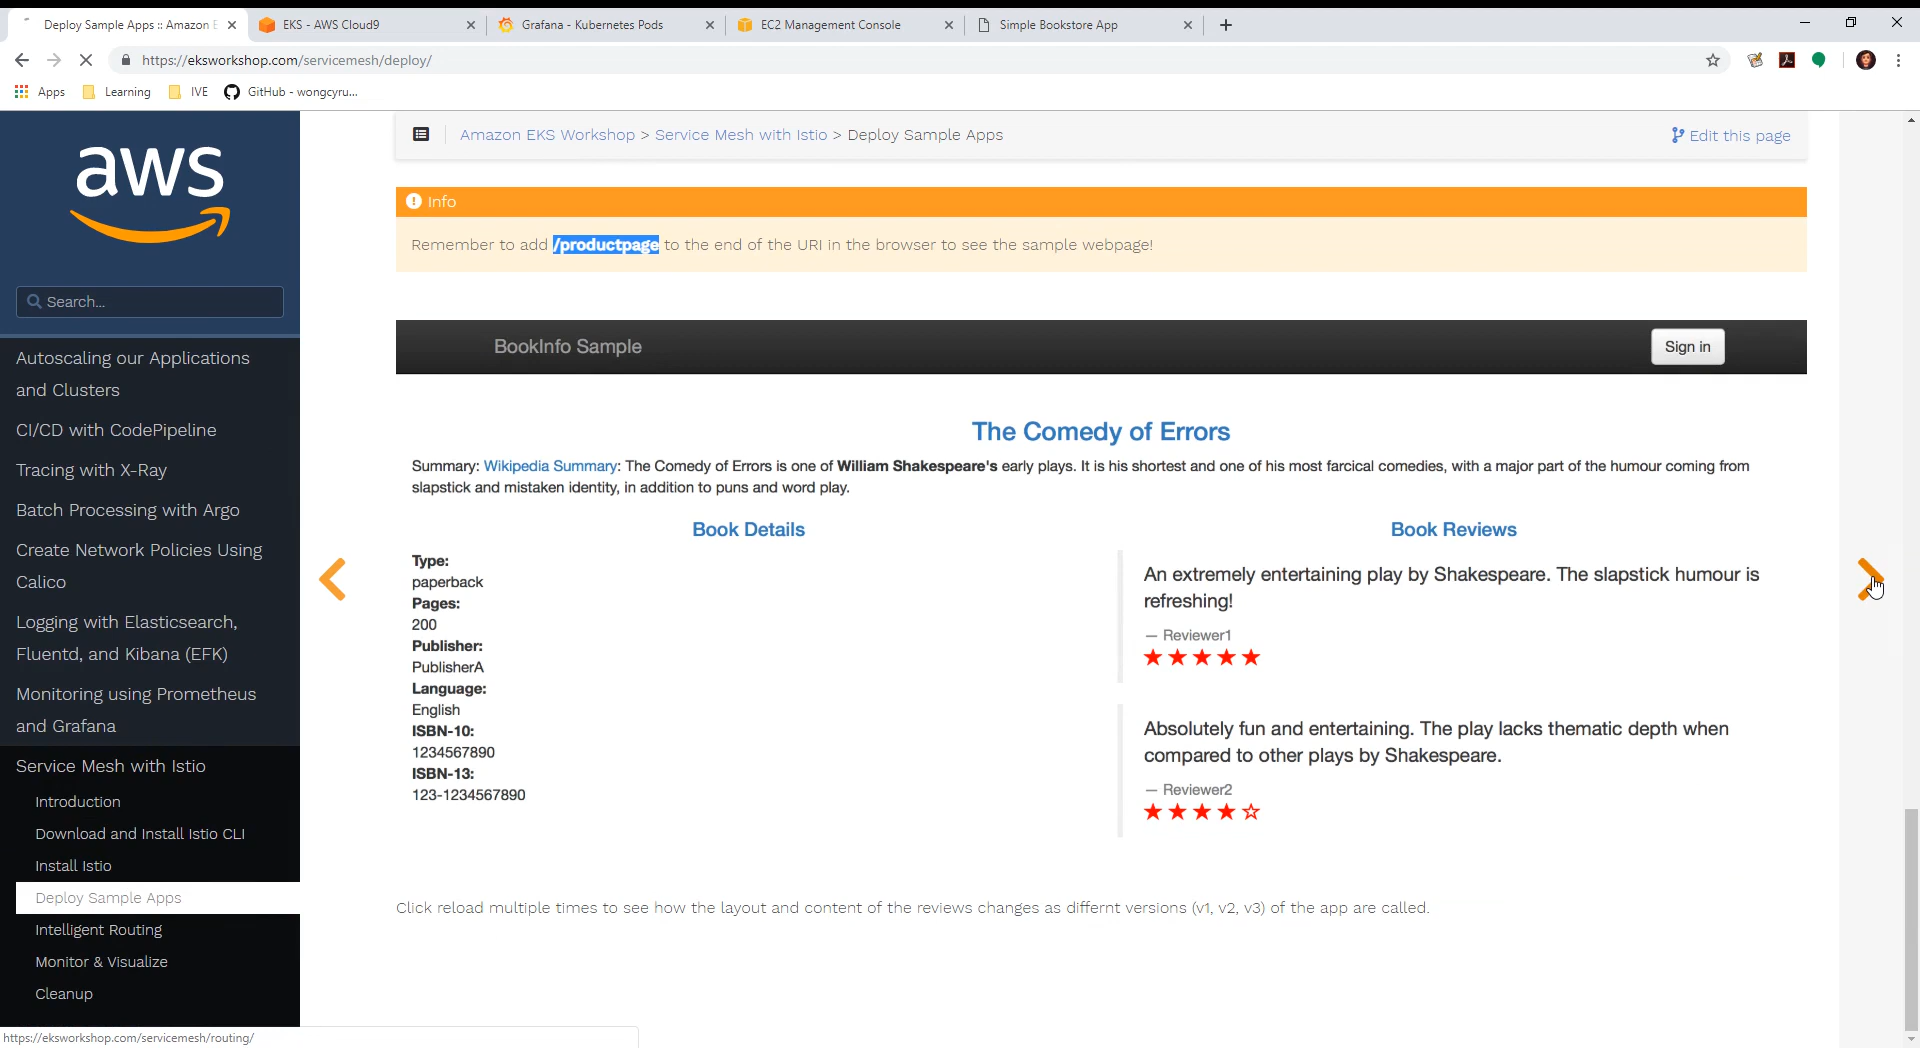 Deploy Sample Apps :: Amazon E
EKS - AWS Cloud9
Grafana - Kubernetes Pods
EC2 Management Console
Simple Bookstore App
https://eksworkshop.com/servicemesh/deploy/
Apps
Learning
IVE
GitHub - wongcyru...
aws
Search...
Autoscaling our Applications
and Clusters
CI/CD with CodePipeline
Tracing with X-Ray
Batch Processing with Argo
Create Network Policies Using
Calico
Logging with Elasticsearch,
Fluentd, and Kibana (EFK)
Monitoring using Prometheus
and Grafana
Service Mesh with Istio
Introduction
Download and Install Istio CLI
Install Istio
Deploy Sample Apps
Intelligent Routing
Monitor & Visualize
Cleanup
https://eksworkshop.com/servicemesh/routing/
Amazon EKS Workshop > Service Mesh with Istio > Deploy Sample Apps
Edit this page
Info
Remember to add /productpage to the end of the URI in the browser to see the sample webpage!
BookInfo Sample
Sign in
The Comedy of Errors
Summary: Wikipedia Summary: The Comedy of Errors is one of William Shakespeare's early plays. It is his shortest and one of his most farcical comedies, with a major part of the humour coming from
slapstick and mistaken identity, in addition to puns and word play.
Book Details
Type:
paperback
Pages:
200
Publisher:
PublisherA
Language:
English
ISBN-10:
1234567890
ISBN-13:
123-1234567890
Book Reviews
An extremely entertaining play by Shakespeare. The slapstick humour is
refreshing!
— Reviewer1
Absolutely fun and entertaining. The play lacks thematic depth when
compared to other plays by Shakespeare.
— Reviewer2
Click reload multiple times to see how the layout and content of the reviews changes as differnt versions (v1, v2, v3) of the app are called.